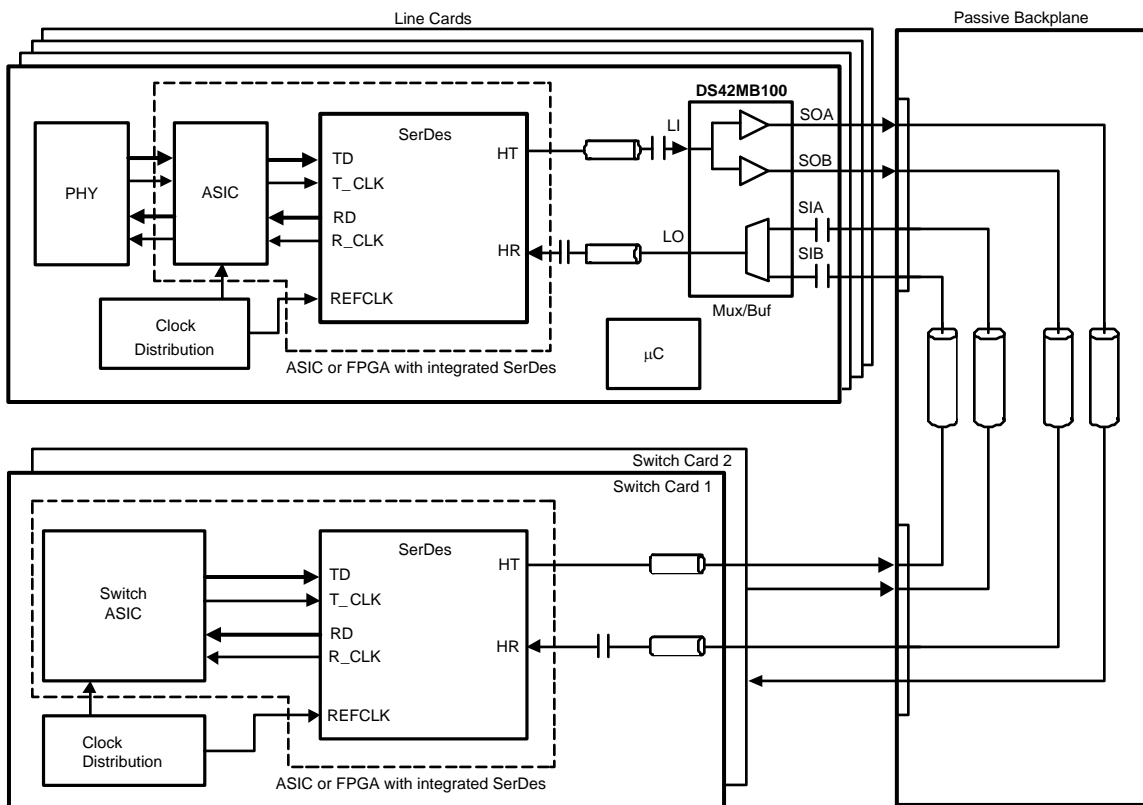 Line Cards
Passive Backplane
DS42MB100
SerDes
PHY
ASIC
TD
T_CLK
RD
R_CLK
REFCLK
HT
HR
LI
LO
SOA
SOB
SIA
SIB
Mux/Buf
Clock
Distribution
ASIC or FPGA with integrated SerDes
μC
Switch Card 2
Switch Card 1
SerDes
Switch
ASIC
TD
T_CLK
RD
R_CLK
REFCLK
HT
HR
Clock
Distribution
ASIC or FPGA with integrated SerDes